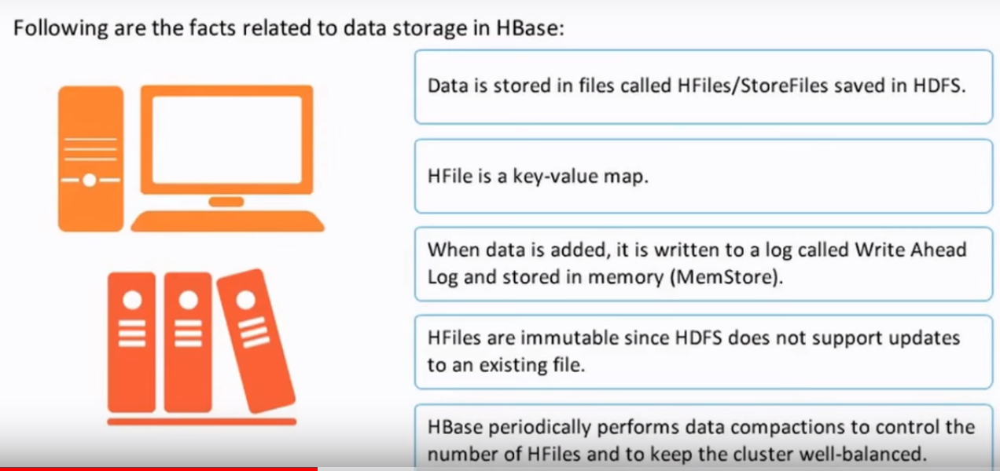 Following are the facts related to data storage in HBase:
Data is stored in files called HFiles/StoreFiles saved in HDFS.
HFile is a key-value map.
When data is added, it is written to a log called Write Ahead
Log and stored in memory (MemStore).
HFiles are immutable since HDFS does not support updates
to an existing file.
HBase periodically performs data compactions to control the
number of HFiles and to keep the cluster well-balanced.